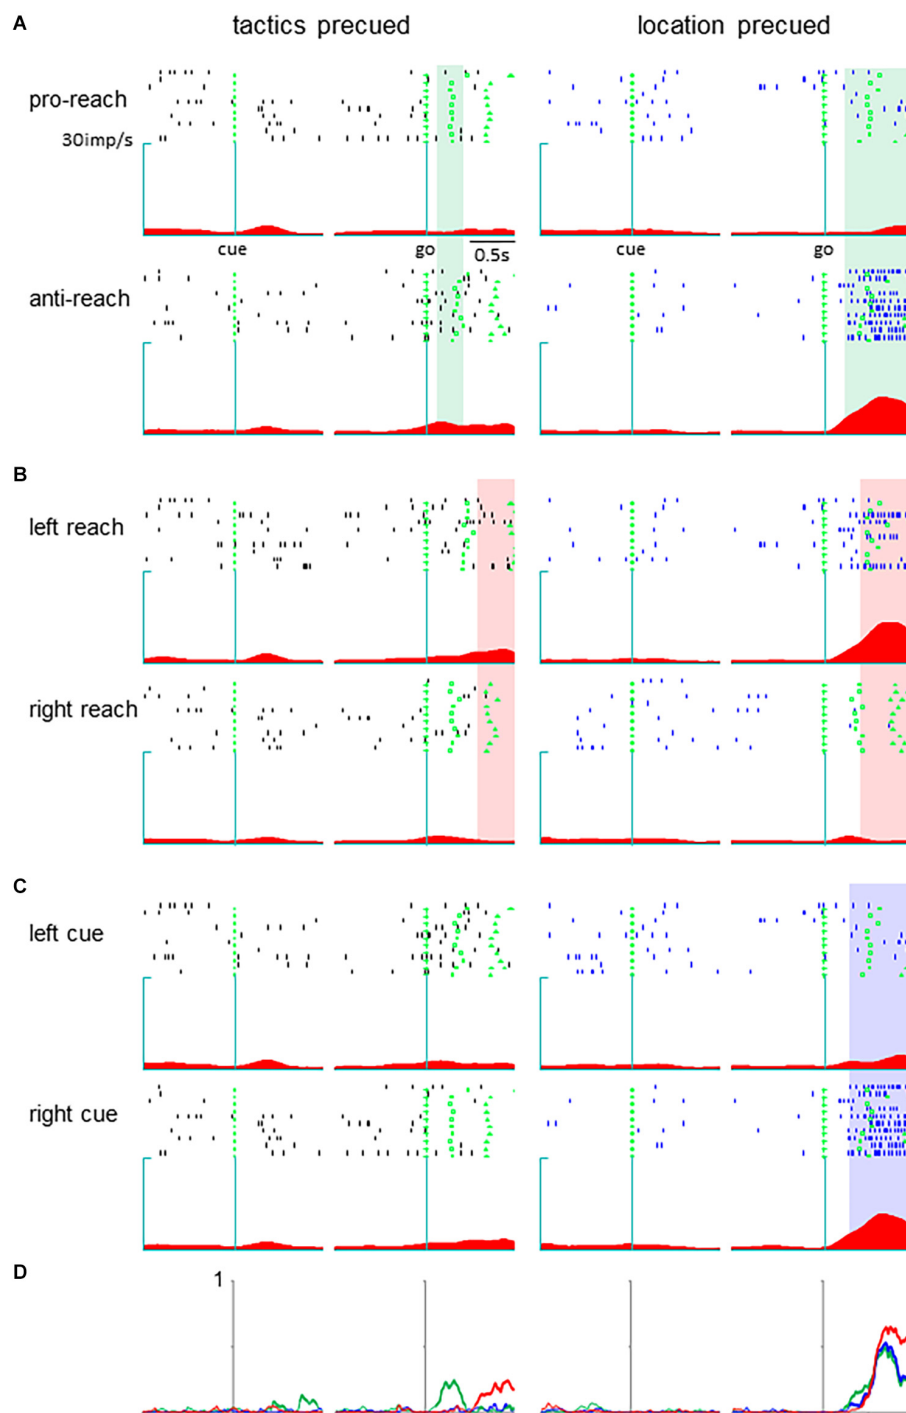 A
tactics precued
location precued
pro-reach
30imp/s
cue
go
0.5s
cue
go
anti-reach
B
left reach
right reach
C
left cue
right cue
D
1